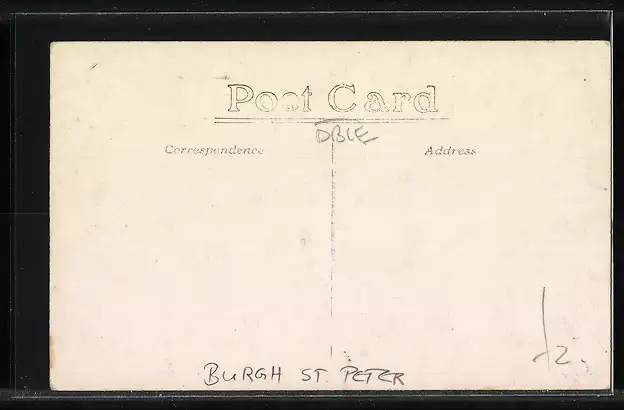 Post Card
DBLE
Correspondence
Address
/2.
BURGH ST. PETER